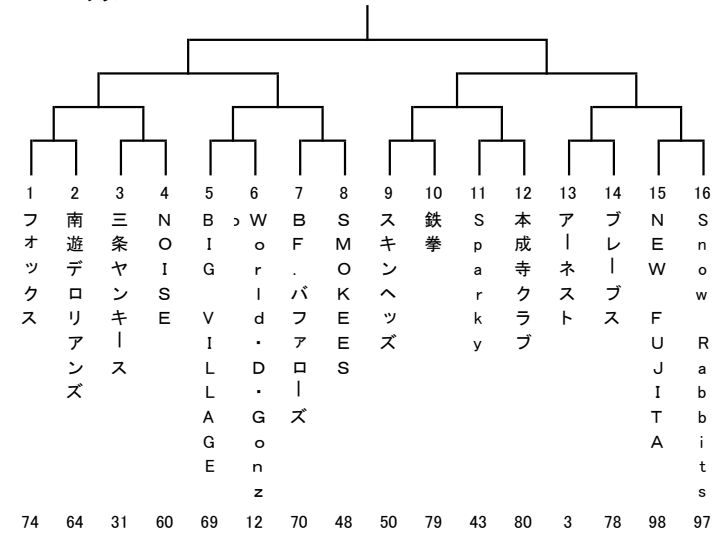 1 2 3 4 5 6 7 8 9 10 11 12 13 14 15 16
フォックス
南遊デロリアンズ
三条ヤンキース
NOISE
BIG VILLAGE
World・D・Gonz
BF.バファローズ
SMOKEES
スキンヘッズ
鉄拳
Sparky
本成寺クラブ
アーネスト
ブレーブス
NEW FUJITA
Snow Rabbits
74 64 31 60 69 12 70 48 50 79 43 80 3 78 98 97